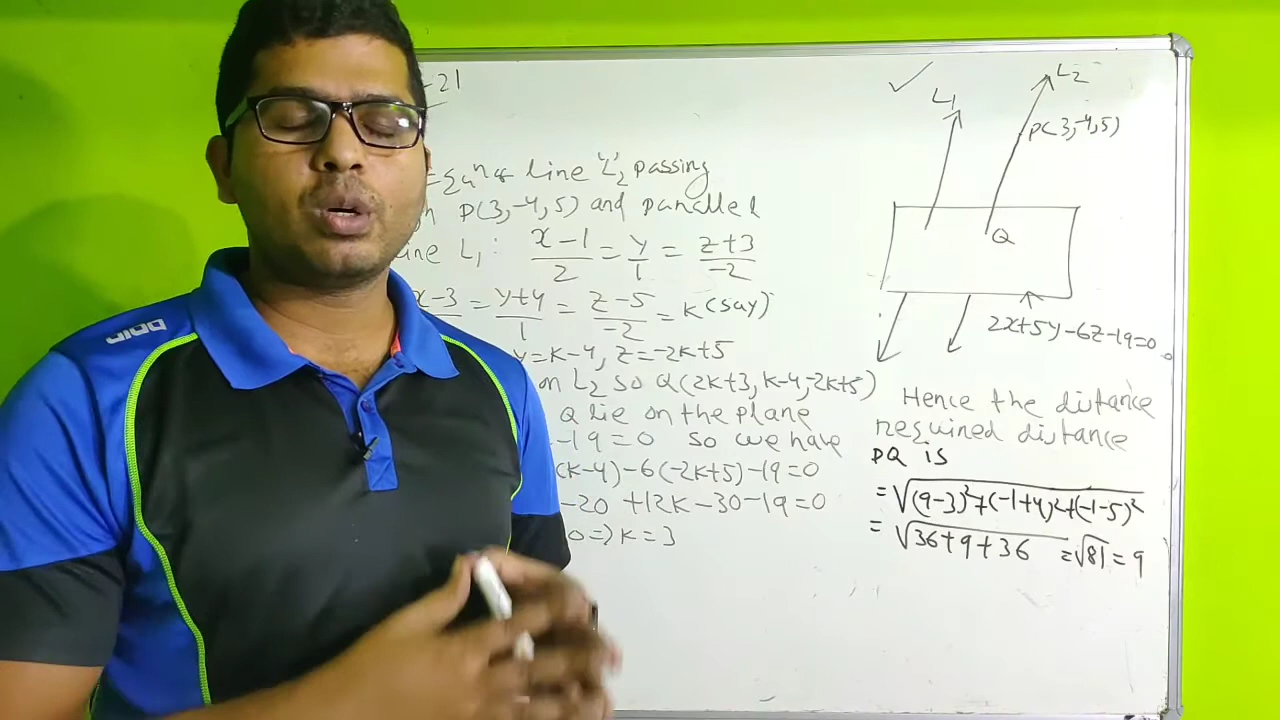 -21
Eqⁿ of line 'L₂' passing
P(3,-4,5) and parallel
line L₁: x-1/2 = y/1 = z+3/-2
x-3 = y+4/1 = z-5/-2 = K (say)
y=K-4, z=-2K+5
on L₂ so Q(2K+3, K-4, -2K+5)
Q lie on the plane
-19=0 so we have
(K-4)-6(-2K+5)-19=0
-20 +12K-30-19=0
0=>K=3
L₁
L₂
P(3,-4,5)
Q
2x+5y-6z-19=0
Hence the distance
required distance
PQ is
=√(9-3)²+(-1+4)²+(-1-5)²
=√36+9+36 =√81=9